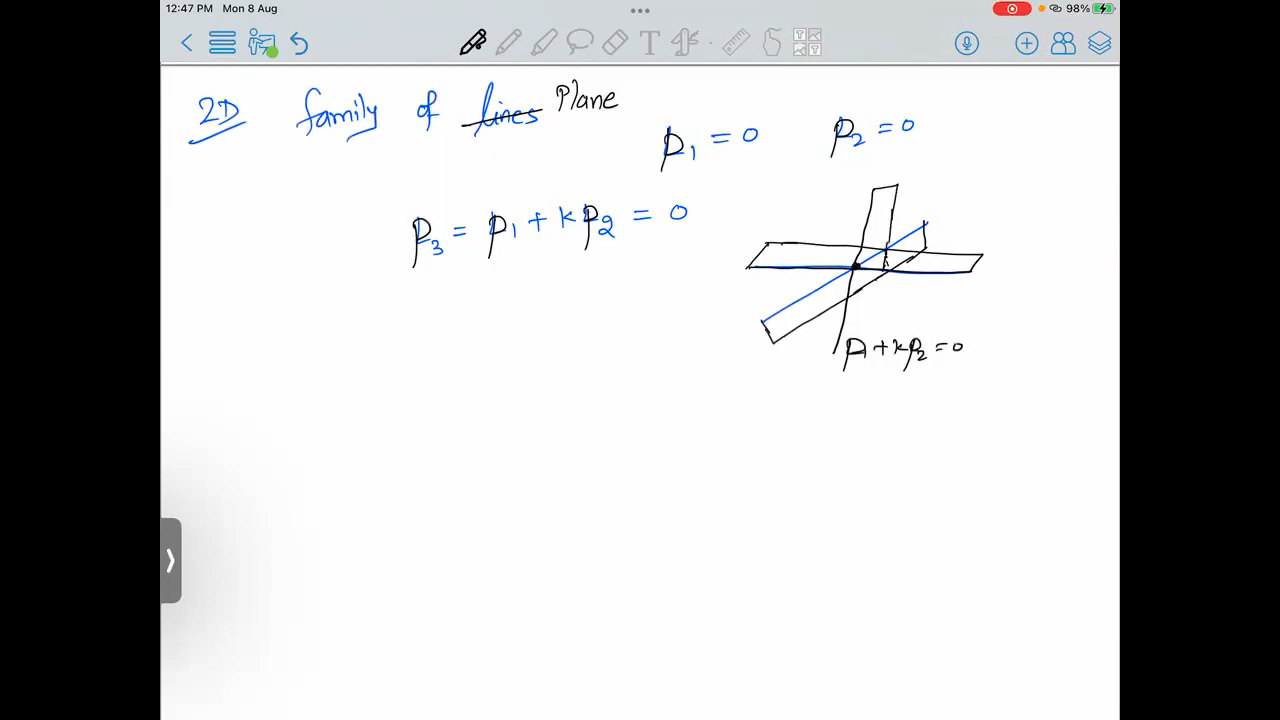 12:47 PM Mon 8 Aug
98%
2D family of lines Plane
p₁ = 0 p₂ = 0
p₃ = p₁ + kp₂ = 0
p + kp₂ = 0